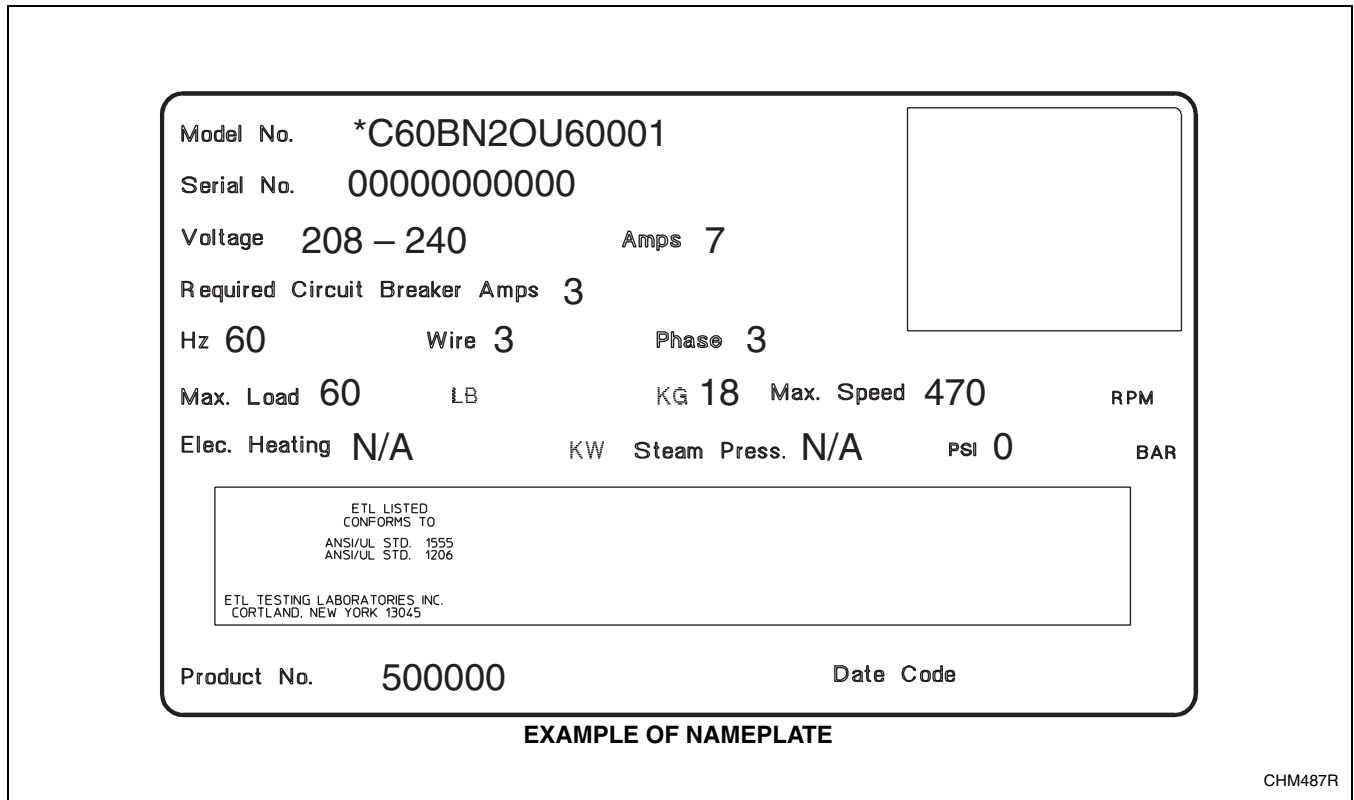 Model No. *C60BN2OU60001
Serial No. 00000000000
Voltage 208 – 240 Amps 7
Required Circuit Breaker Amps 3
Hz 60 Wire 3 Phase 3
Max. Load 60 LB KG 18 Max. Speed 470 RPM
Elec. Heating N/A KW Steam Press. N/A PSI 0 BAR
ETL LISTED
CONFORMS TO
ANSI/UL STD. 1555
ANSI/UL STD. 1206
ETL TESTING LABORATORIES INC.
CORTLAND, NEW YORK 13045
Product No. 500000 Date Code
EXAMPLE OF NAMEPLATE
CHM487R